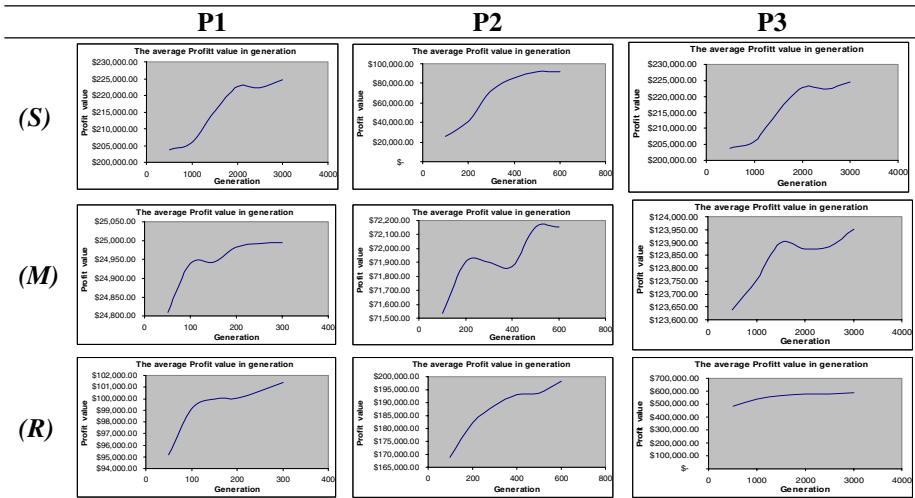 P1 P2 P3
(S)
The average Profitt value in generation
Profit value
$230,000.00
$225,000.00
$220,000.00
$215,000.00
$210,000.00
$205,000.00
$200,000.00
0 1000 2000 3000 4000
Generation
The average Profit value in generation
Profit value
$100,000.00
$80,000.00
$60,000.00
$40,000.00
$20,000.00
$-
0 200 400 600 800
Generation
The average Profitt value in generation
Profit value
$230,000.00
$225,000.00
$220,000.00
$215,000.00
$210,000.00
$205,000.00
$200,000.00
0 1000 2000 3000 4000
Generation
(M)
The average Profit value in generation
Profit value
$25,050.00
$25,000.00
$24,950.00
$24,900.00
$24,850.00
$24,800.00
0 100 200 300 400
Generation
The average Profit value in generation
Profit value
$72,200.00
$72,100.00
$72,000.00
$71,900.00
$71,800.00
$71,700.00
$71,600.00
$71,500.00
0 200 400 600 800
Generation
The average Profitt value in generation
Profit value
$124,000.00
$123,950.00
$123,900.00
$123,850.00
$123,800.00
$123,750.00
$123,700.00
$123,650.00
$123,600.00
0 1000 2000 3000 4000
Generation
(R)
The average Profit value in generation
Profit value
$102,000.00
$101,000.00
$100,000.00
$99,000.00
$98,000.00
$97,000.00
$96,000.00
$95,000.00
$94,000.00
0 100 200 300 400
Generation
The average Profit value in generation
Profit value
$200,000.00
$195,000.00
$190,000.00
$185,000.00
$180,000.00
$175,000.00
$170,000.00
$165,000.00
0 200 400 600 800
Generation
The average Profitt value in generation
Profit value
$700,000.00
$600,000.00
$500,000.00
$400,000.00
$300,000.00
$200,000.00
$100,000.00
$-
0 1000 2000 3000 4000
Generation